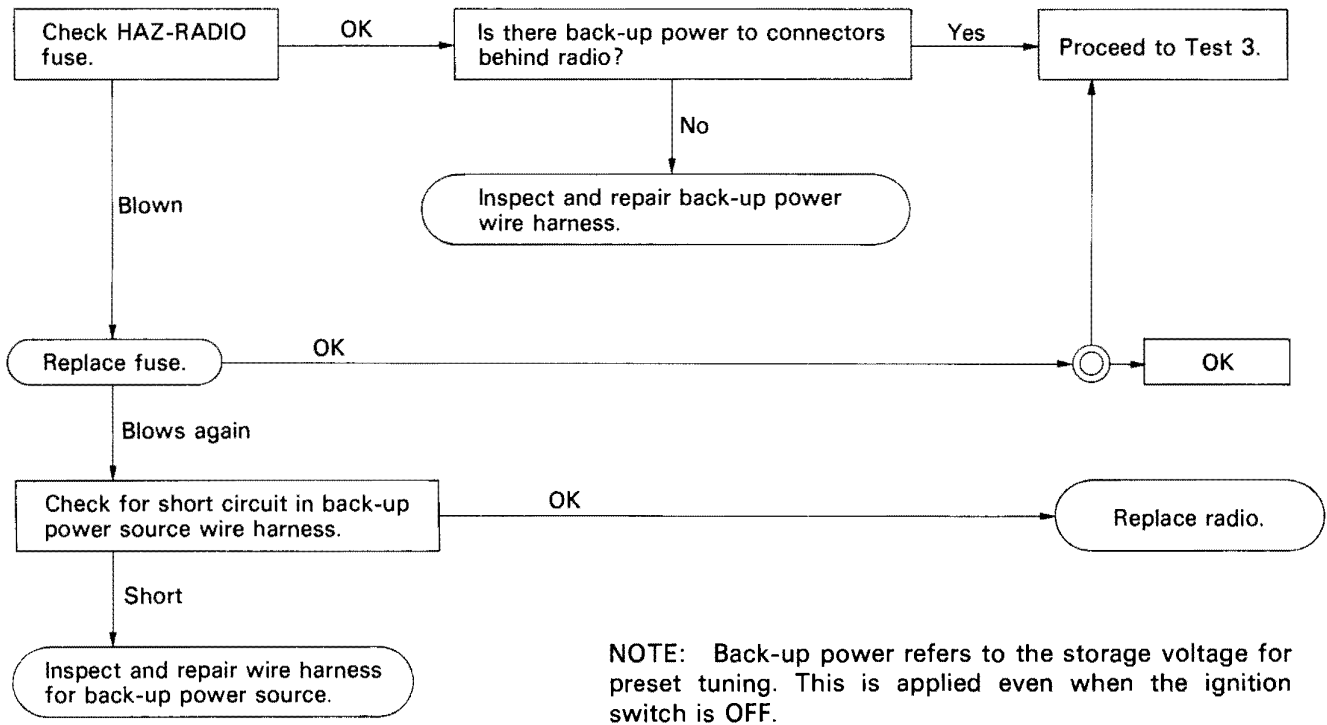 Check HAZ-RADIO
fuse.
OK
Is there back-up power to connectors
behind radio?
Yes
Proceed to Test 3.
No
Inspect and repair back-up power
wire harness.
Blown
Replace fuse.
OK
OK
Blows again
Check for short circuit in back-up
power source wire harness.
OK
Replace radio.
Short
Inspect and repair wire harness
for back-up power source.
NOTE: Back-up power refers to the storage voltage for
preset tuning. This is applied even when the ignition
switch is OFF.